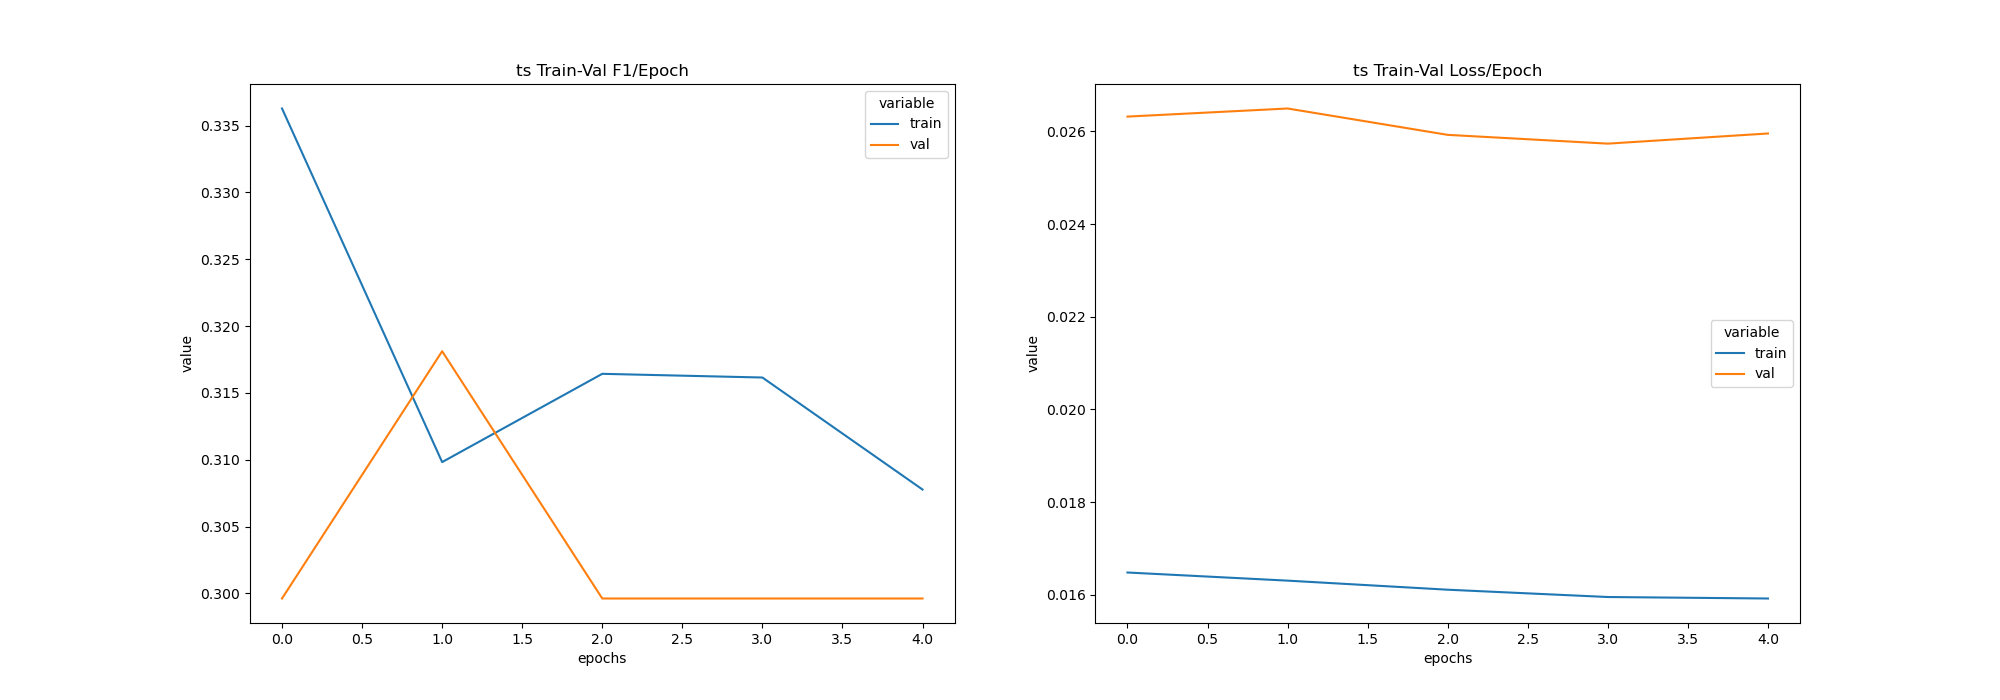 ts Train-Val F1/Epoch
variable
train
val
0.335
0.330
0.325
0.320
0.315
0.310
0.305
0.300
value
0.0 0.5 1.0 1.5 2.0 2.5 3.0 3.5 4.0
epochs
ts Train-Val Loss/Epoch
0.026
0.024
0.022
0.020
0.018
0.016
value
variable
train
val
0.0 0.5 1.0 1.5 2.0 2.5 3.0 3.5 4.0
epochs